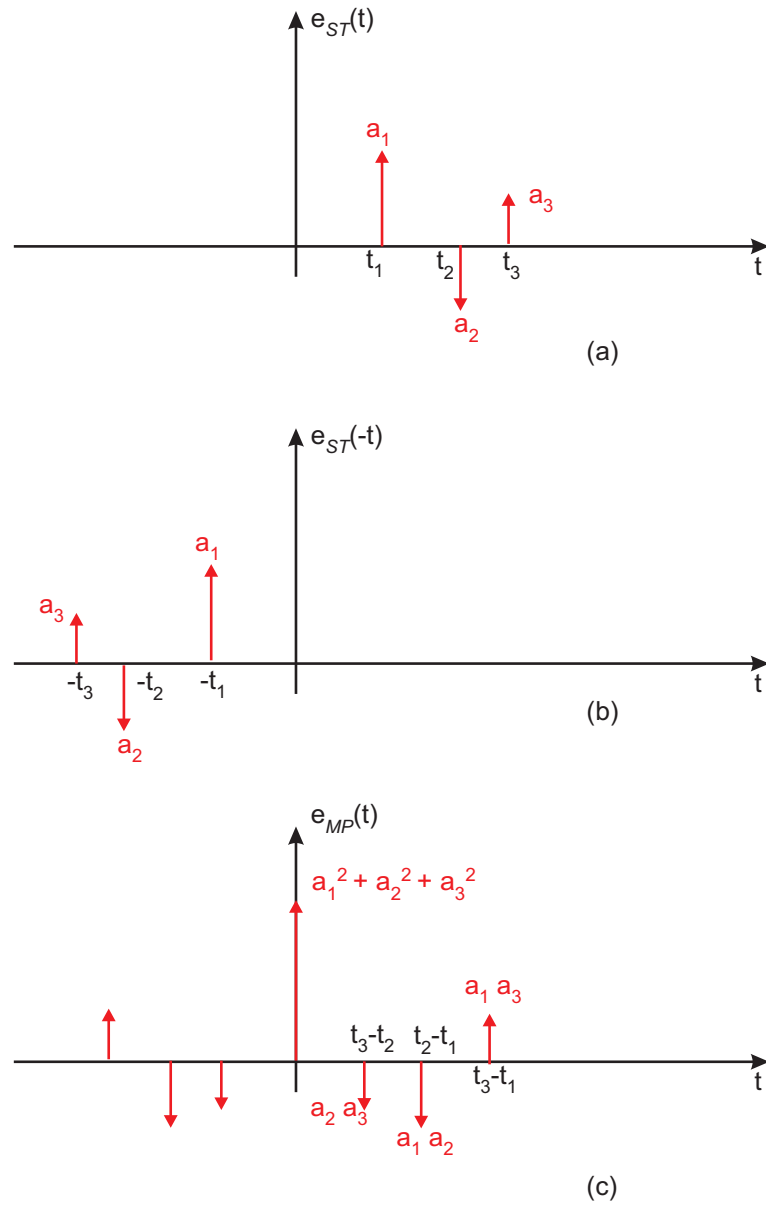 e_ST(t)
a_1
a_3
t_1 t_2 t_3 t
a_2
(a)
e_ST(-t)
a_1
a_3
-t_3 -t_2 -t_1 t
a_2
(b)
e_MP(t)
a_1^2 + a_2^2 + a_3^2
a_1 a_3
t_3-t_2 t_2-t_1
t_3-t_1 t
a_2 a_3
a_1 a_2
(c)